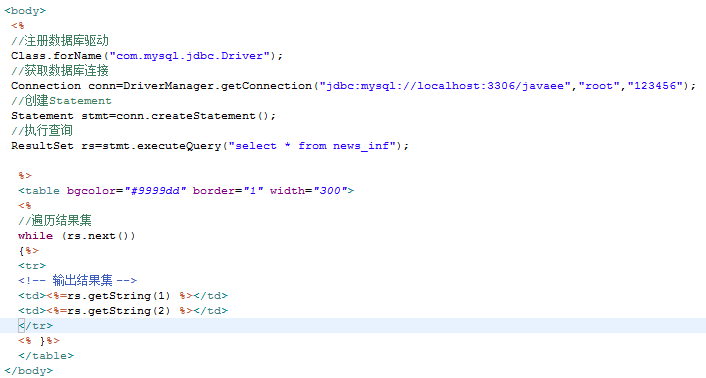 <body>
<%
//注册数据库驱动
Class.forName("com.mysql.jdbc.Driver");
//获取数据库连接
Connection conn=DriverManager.getConnection("jdbc:mysql://localhost:3306/javaee","root","123456");
//创建Statement
Statement stmt=conn.createStatement();
//执行查询
ResultSet rs=stmt.executeQuery("select * from news_inf");
%>
<table bgcolor="#9999dd" border="1" width="300">
<%
//遍历结果集
while (rs.next())
{%>
<tr>
<!-- 输出结果集 -->
<td><%=rs.getString(1) %></td>
<td><%=rs.getString(2) %></td>
</tr>
<% }%>
</table>
</body>